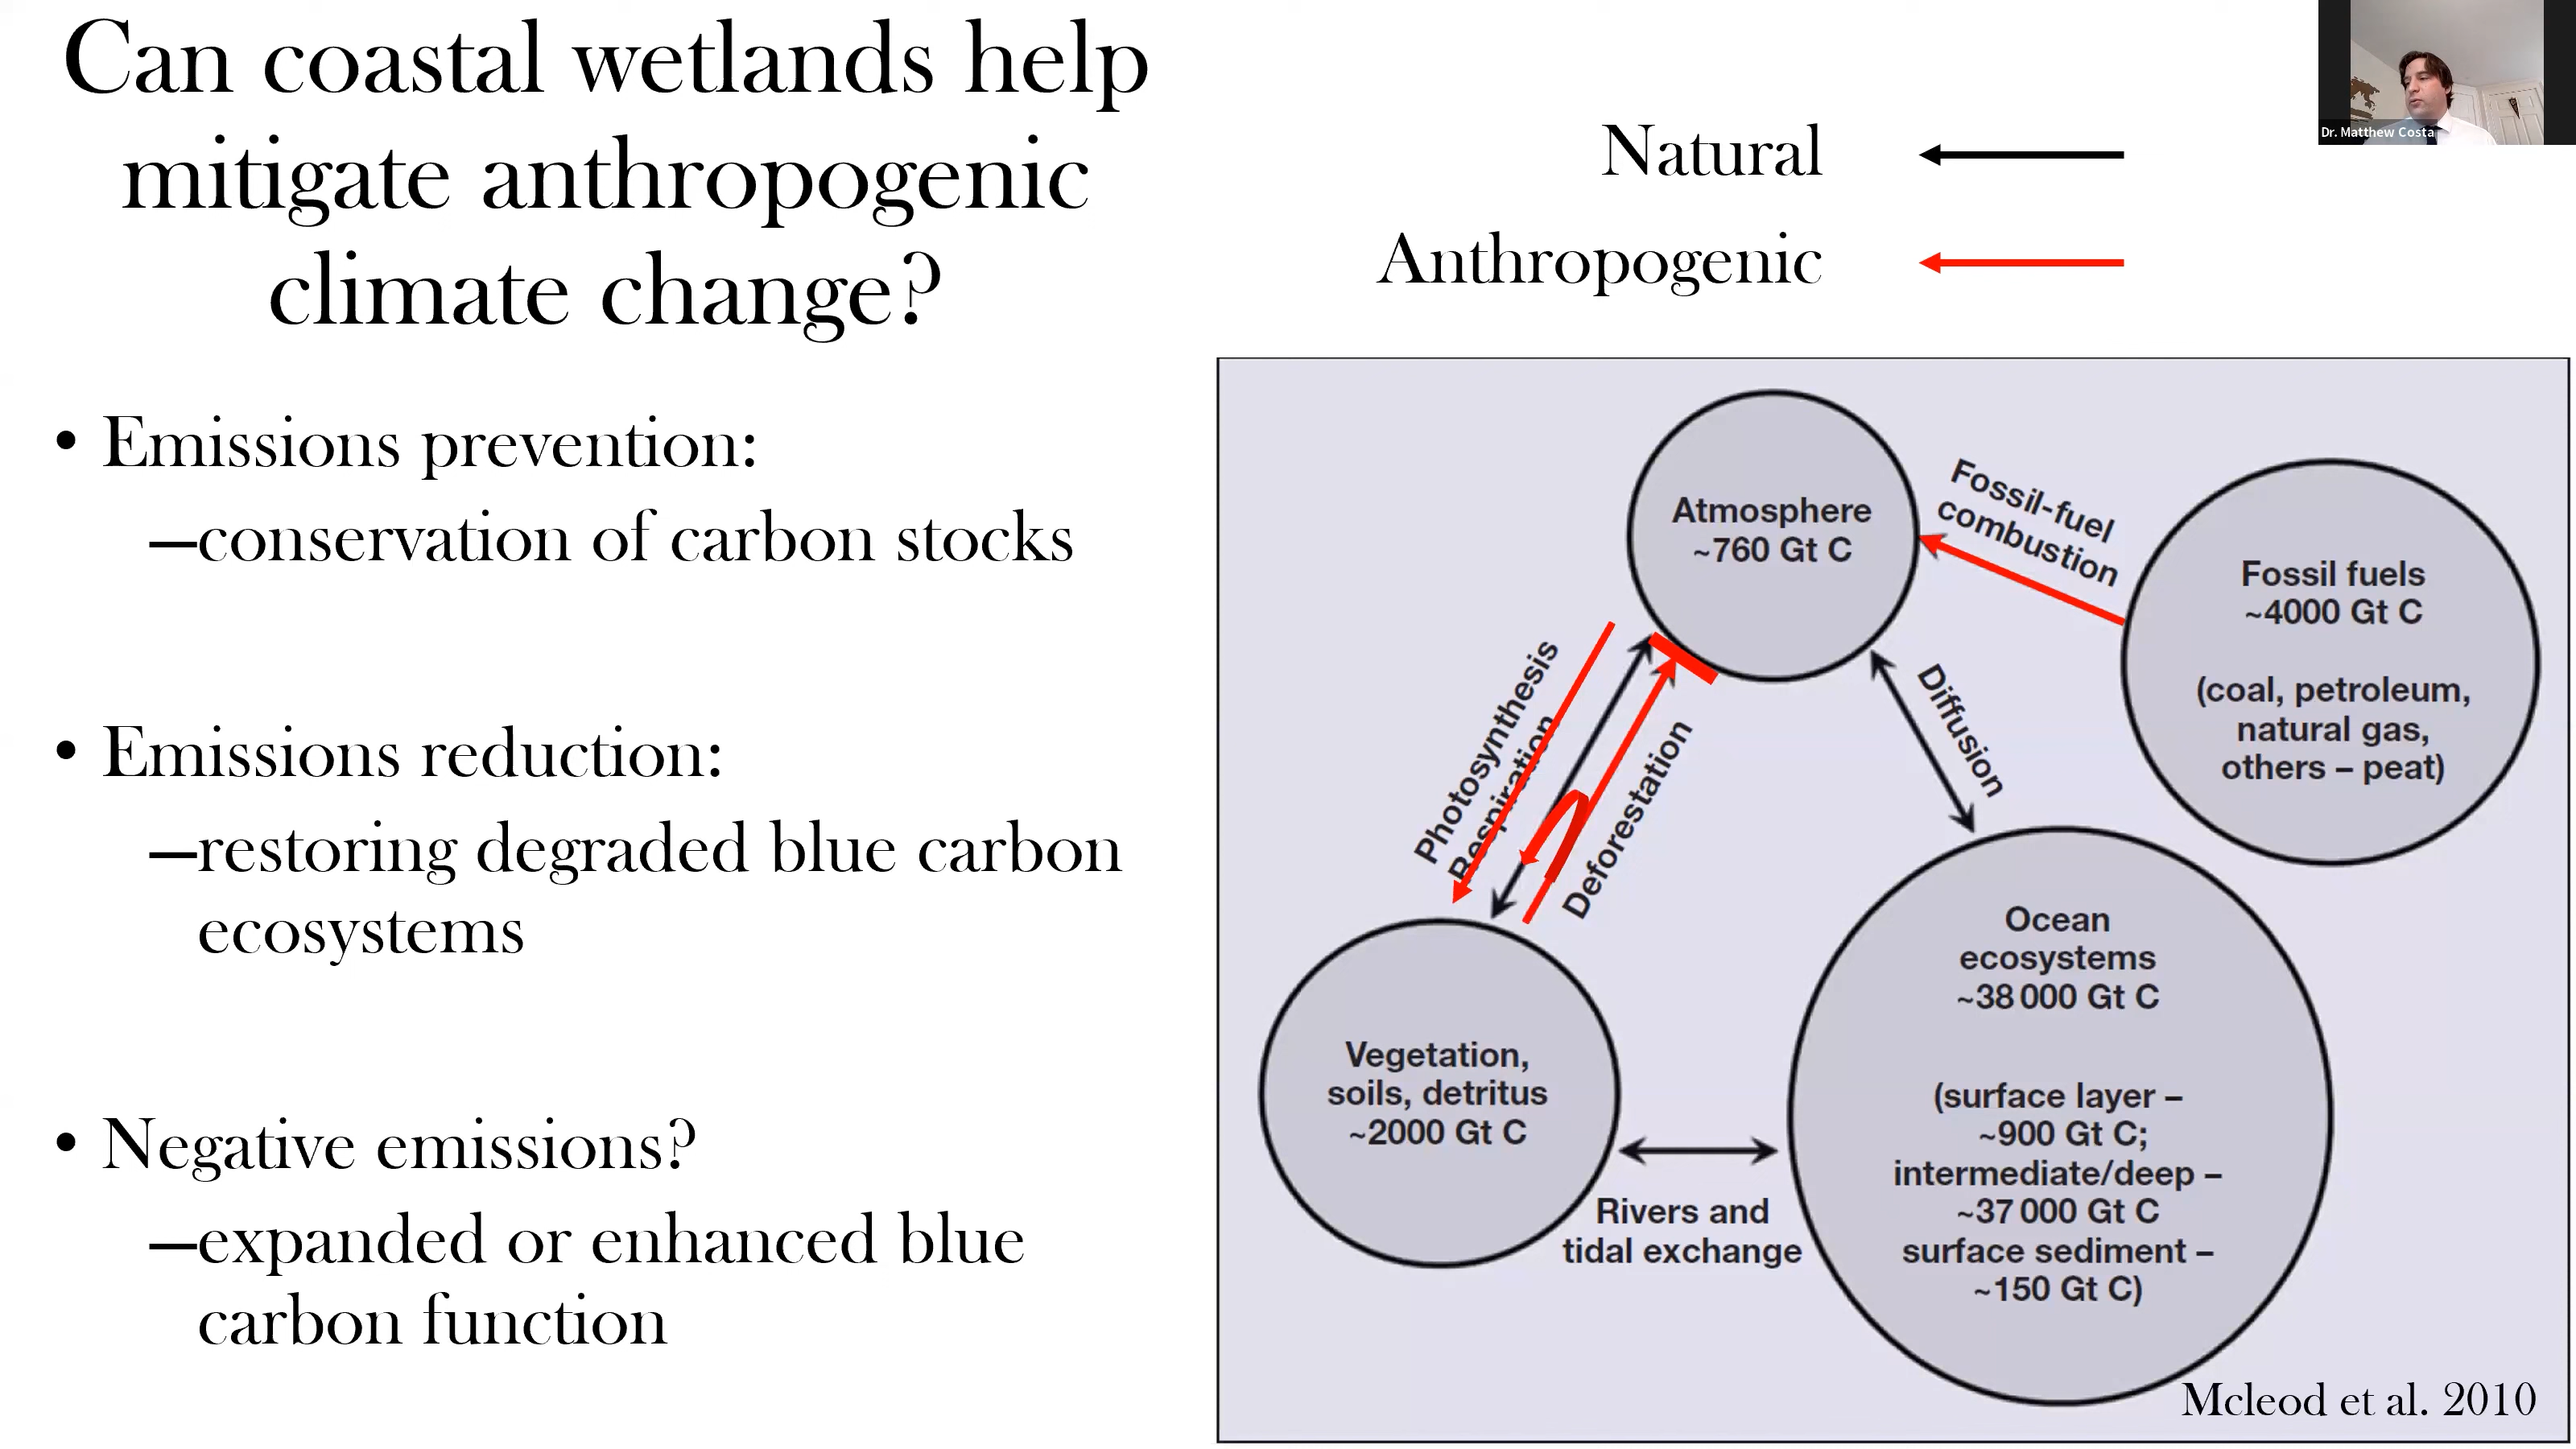 Can coastal wetlands help
mitigate anthropogenic
climate change?
• Emissions prevention:
–conservation of carbon stocks
• Emissions reduction:
–restoring degraded blue carbon
ecosystems
• Negative emissions?
–expanded or enhanced blue
carbon function
Natural
Anthropogenic
Dr. Matthew Costa
Atmosphere
~760 Gt C
Fossil-fuel
combustion
Fossil fuels
~4000 Gt C
(coal, petroleum,
natural gas,
others – peat)
Photosynthesis
Respiration
Deforestation
Diffusion
Vegetation,
soils, detritus
~2000 Gt C
Rivers and
tidal exchange
Ocean
ecosystems
~38 000 Gt C
(surface layer –
~900 Gt C;
intermediate/deep –
~37 000 Gt C
surface sediment –
~150 Gt C)
Mcleod et al. 2010